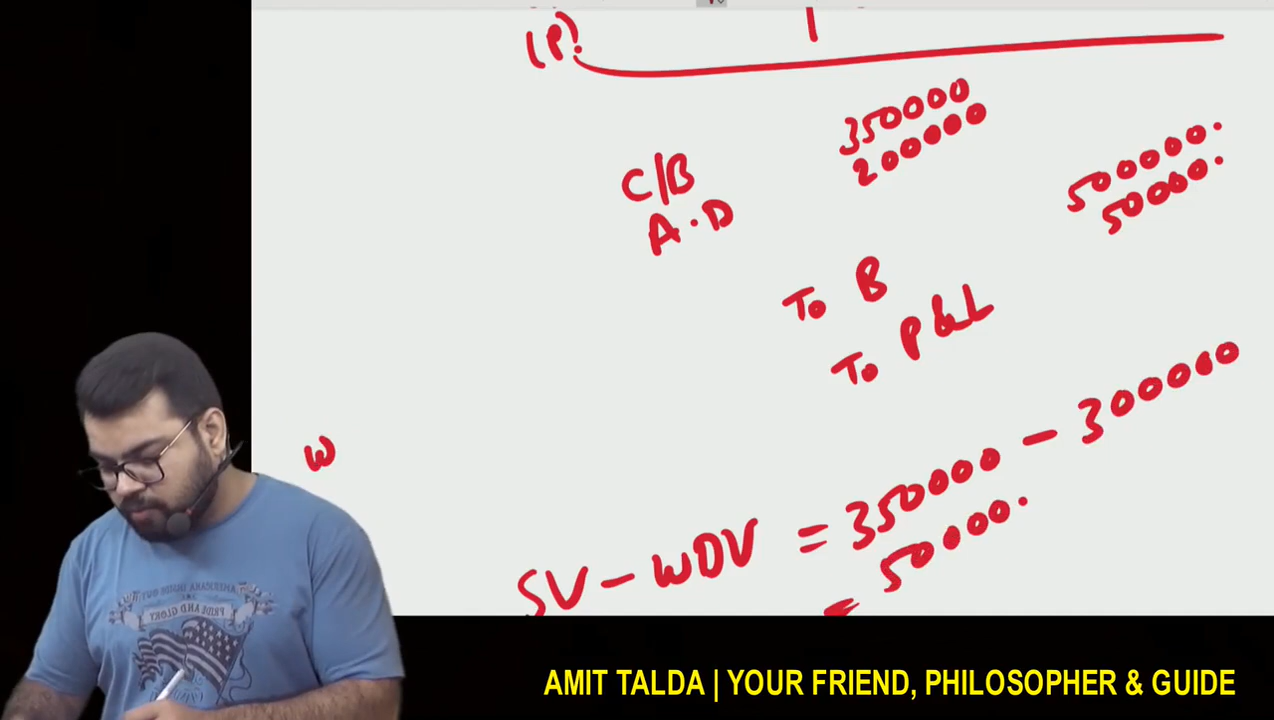 (P)
C/B 350000
A.D 200000
To B 500000.
To P&L 50000.
W
SV - WDV = 350000 - 300000
= 50000.
AMIT TALDA | YOUR FRIEND, PHILOSOPHER & GUIDE